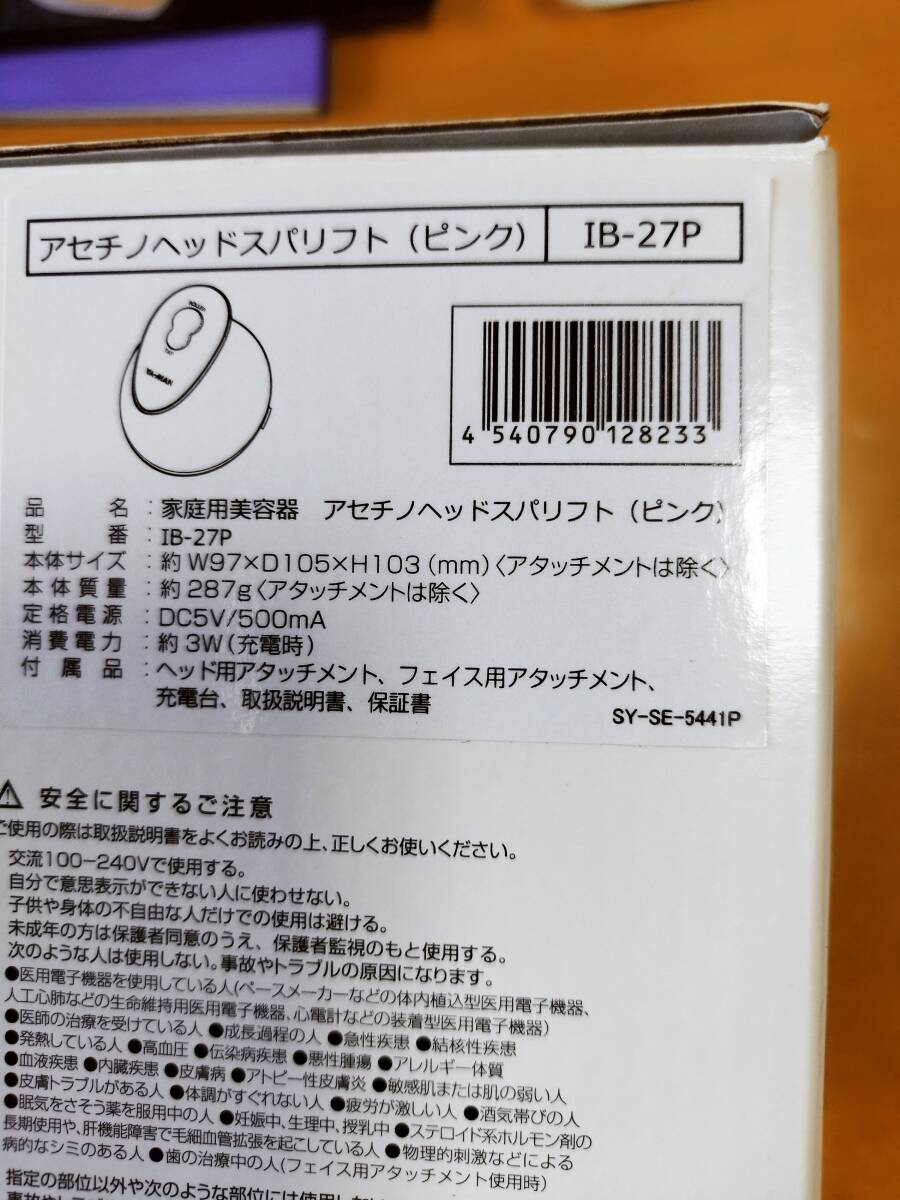 アセチノヘッドスパリフト（ピンク） IB-27P
YA-MAN
4 540790 128233
品名：家庭用美容器　アセチノヘッドスパリフト（ピンク）
型番：IB-27P
本体サイズ：約 W97×D105×H103（mm）〈アタッチメントは除く〉
本体質量：約 287g〈アタッチメントは除く〉
定格電源：DC5V/500mA
消費電力：約 3W（充電時）
付属品：ヘッド用アタッチメント、フェイス用アタッチメント、
充電台、取扱説明書、保証書
SY-SE-5441P
安全に関するご注意
ご使用の際は取扱説明書をよくお読みの上、正しくお使いください。
交流100－240Vで使用する。
自分で意思表示ができない人に使わせない。
子供や身体の不自由な人だけでの使用は避ける。
未成年の方は保護者同意のうえ、保護者監視のもと使用する。
次のような人は使用しない。事故やトラブルの原因になります。
●医用電子機器を使用している人（ペースメーカーなどの体内植込型医用電子機器、
人工心肺などの生命維持用医用電子機器、心電計などの装着型医用電子機器）
●医師の治療を受けている人 ●成長過程の人 ●急性疾患 ●結核性疾患
●発熱している人 ●高血圧 ●伝染病疾患 ●悪性腫瘍 ●アレルギー体質
●血液疾患 ●内臓疾患 ●皮膚病 ●アトピー性皮膚炎 ●敏感肌または肌の弱い人
●皮膚トラブルがある人 ●体調がすぐれない人 ●疲労が激しい人 ●酒気帯びの人
●眠気をさそう薬を服用中の人 ●妊娠中、生理中、授乳中 ●ステロイド系ホルモン剤の
長期使用や、肝機能障害で毛細血管拡張を起こしている人 ●物理的刺激などによる
病的なシミのある人 ●歯の治療中の人（フェイス用アタッチメント使用時）
指定の部位以外や次のような部位には使用しない